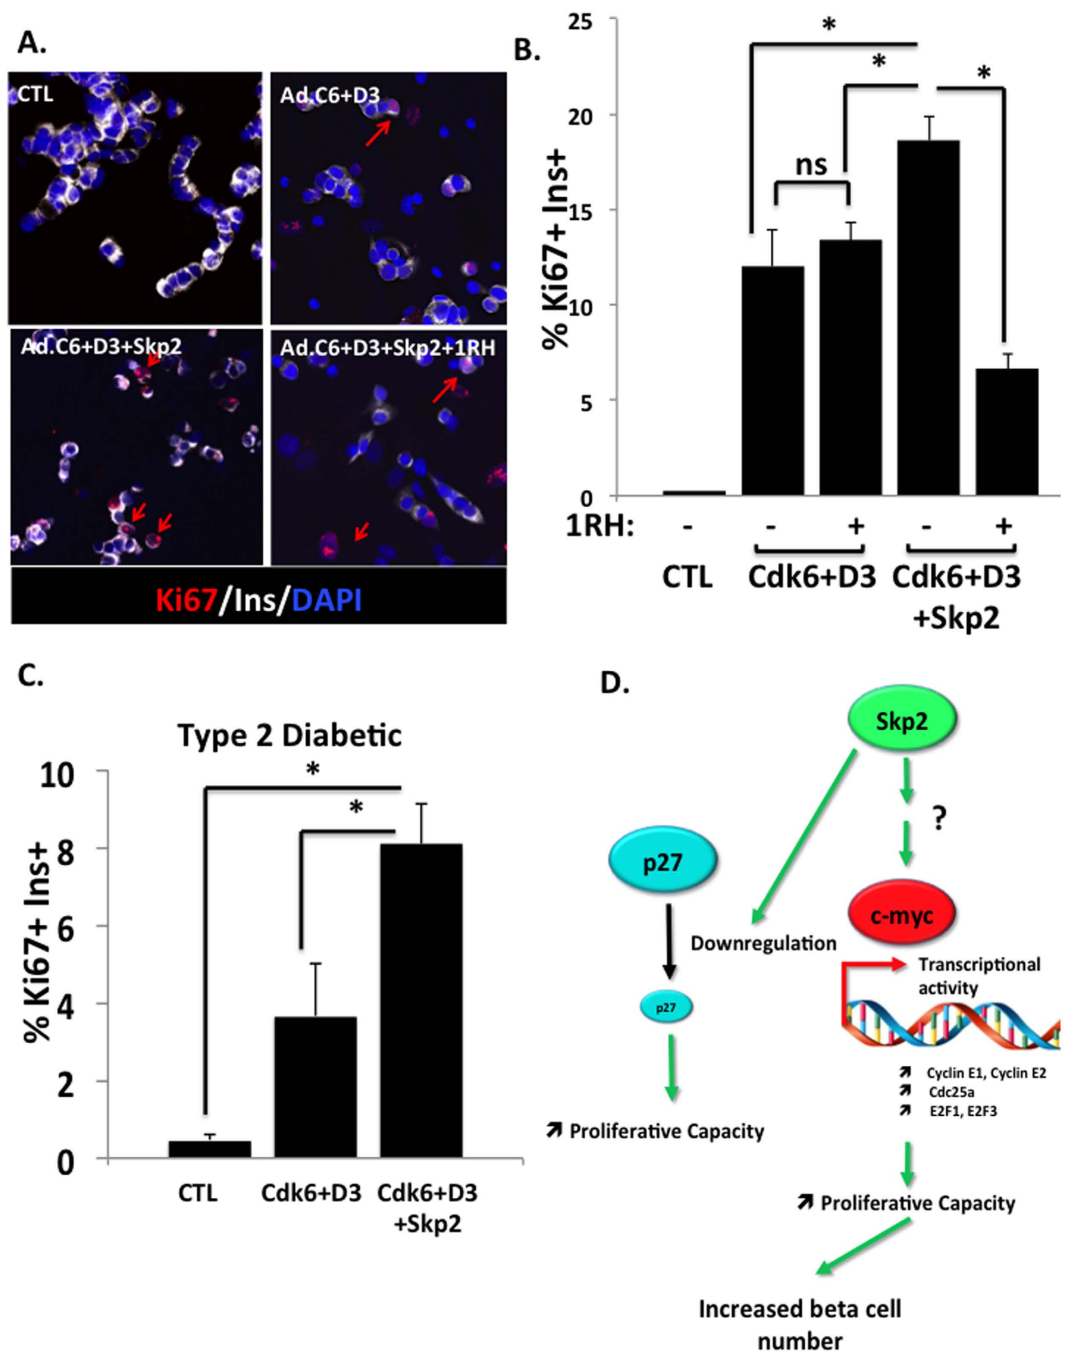 A.
CTL
Ad.C6+D3
Ad.C6+D3+Skp2
Ad.C6+D3+Skp2+1RH
Ki67/Ins/DAPI
B.
% Ki67+ Ins+
25
20
15
10
5
0
*
*
*
ns
1RH: - - + - +
CTL Cdk6+D3 Cdk6+D3
+Skp2
C.
Type 2 Diabetic
% Ki67+ Ins+
10
8
6
4
2
0
*
*
CTL Cdk6+D3 Cdk6+D3
+Skp2
D.
Skp2
?
p27
c-myc
Downregulation
Transcriptional
activity
p27
Cyclin E1, Cyclin E2
Cdc25a
E2F1, E2F3
Proliferative Capacity
Proliferative Capacity
Increased beta cell
number